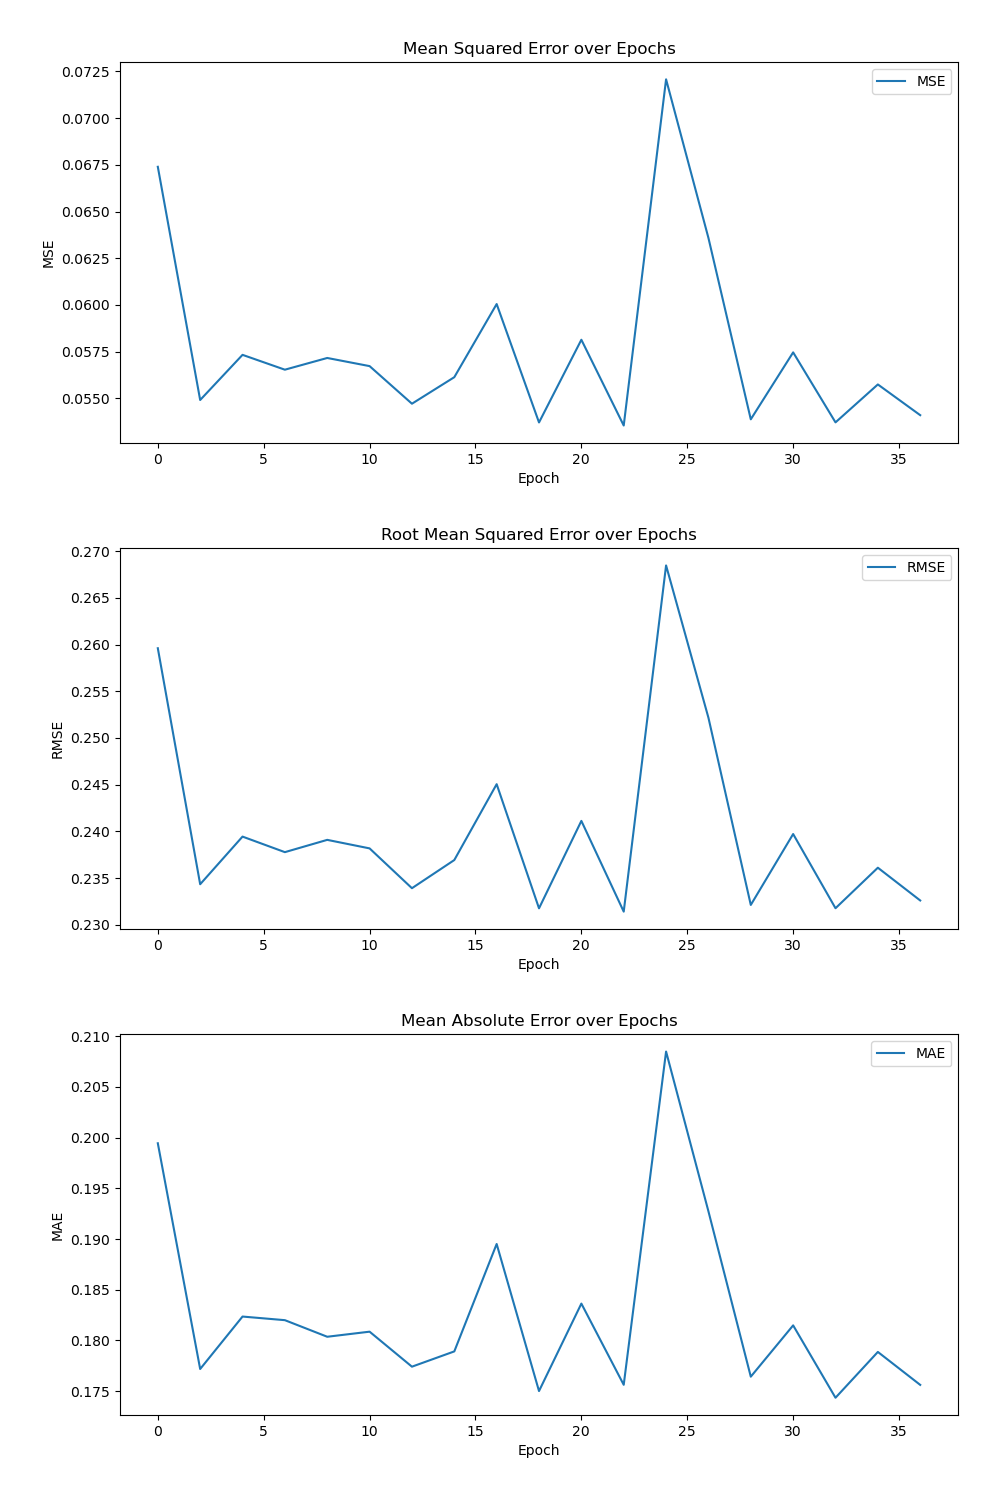 Mean Squared Error over Epochs
MSE
0.0725
0.0700
0.0675
0.0650
0.0625
0.0600
0.0575
0.0550
MSE
0 5 10 15 20 25 30 35
Epoch
Root Mean Squared Error over Epochs
RMSE
0.270
0.265
0.260
0.255
0.250
0.245
0.240
0.235
0.230
RMSE
0 5 10 15 20 25 30 35
Epoch
Mean Absolute Error over Epochs
MAE
0.210
0.205
0.200
0.195
0.190
0.185
0.180
0.175
MAE
0 5 10 15 20 25 30 35
Epoch